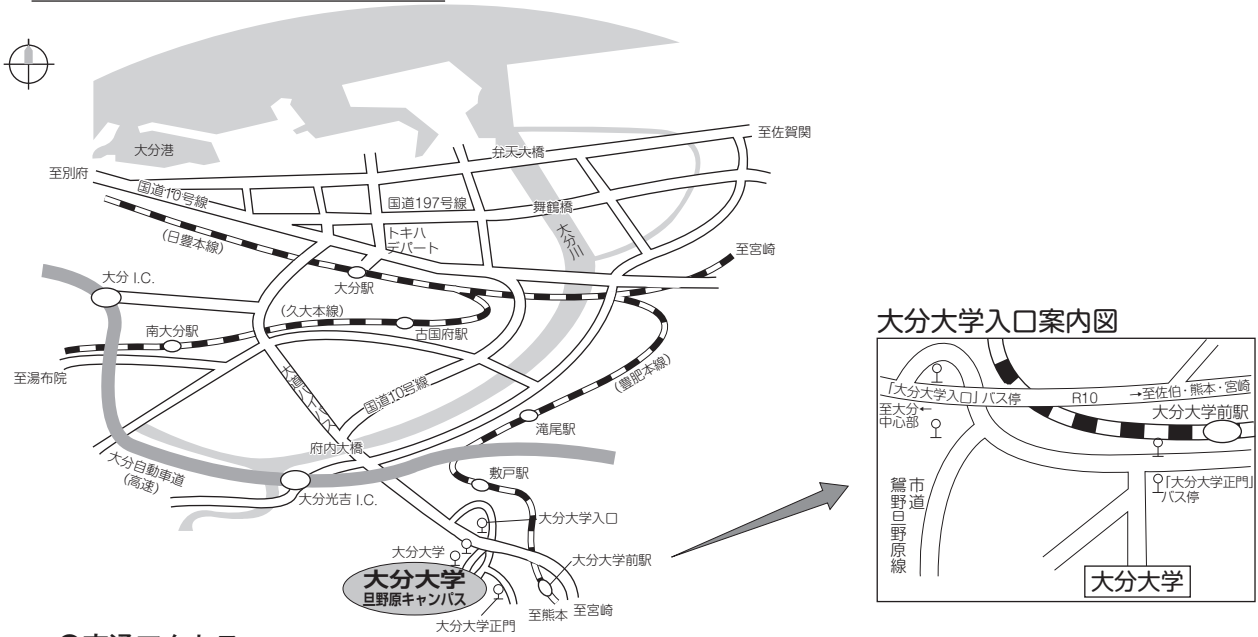 大分港
至別府
国道10号線
(日豊本線)
弁天大橋
至佐賀関
国道197号線
舞鶴橋
トキハ
デパート
大分川
至宮崎
大分 I.C.
大分駅
(久大本線)
南大分駅
古国府駅
至湯布院
大道バイパス
国道10号線
(豊肥本線)
滝尾駅
府内大橋
大分自動車道
(高速)
大分光吉 I.C.
敷戸駅
大分大学入口
大分大学
大分大学前駅
大分大学
旦野原キャンパス
大分大学正門
至熊本
至宮崎
大分大学入口案内図
「大分大学入口」バス停
R10
→至佐伯・熊本・宮崎
至大分←
中心部
大分大学前駅
市道
鴛野旦野原線
「大分大学正門」
バス停
大分大学